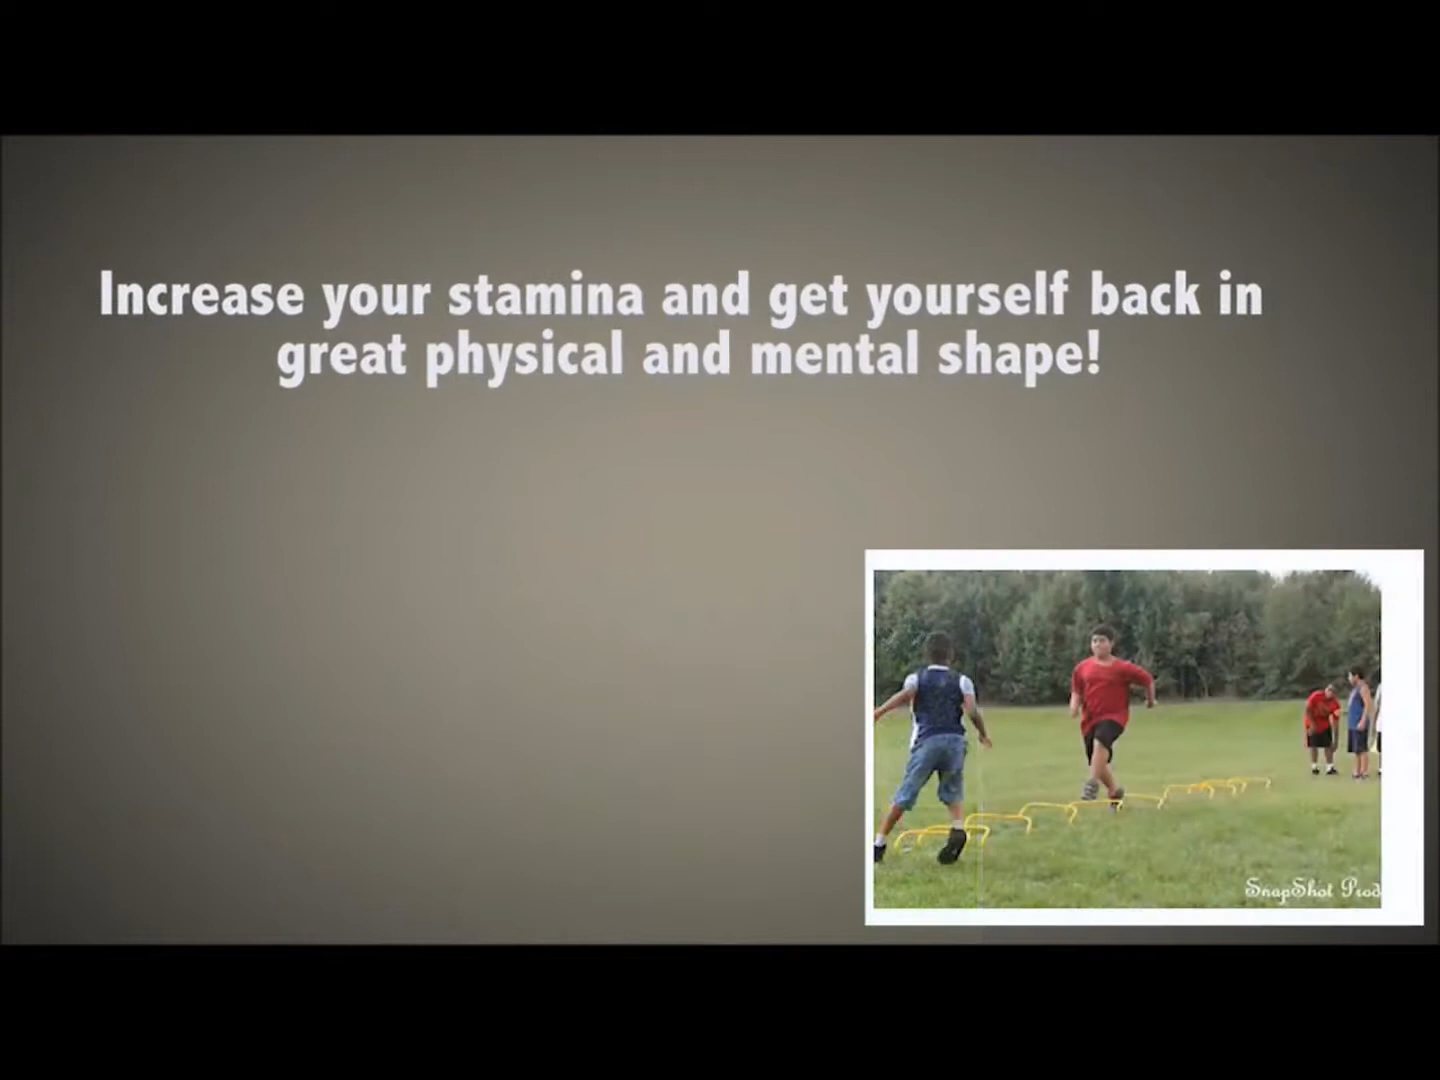 Increase your stamina and get yourself back in
great physical and mental shape!
SnapShot Prod